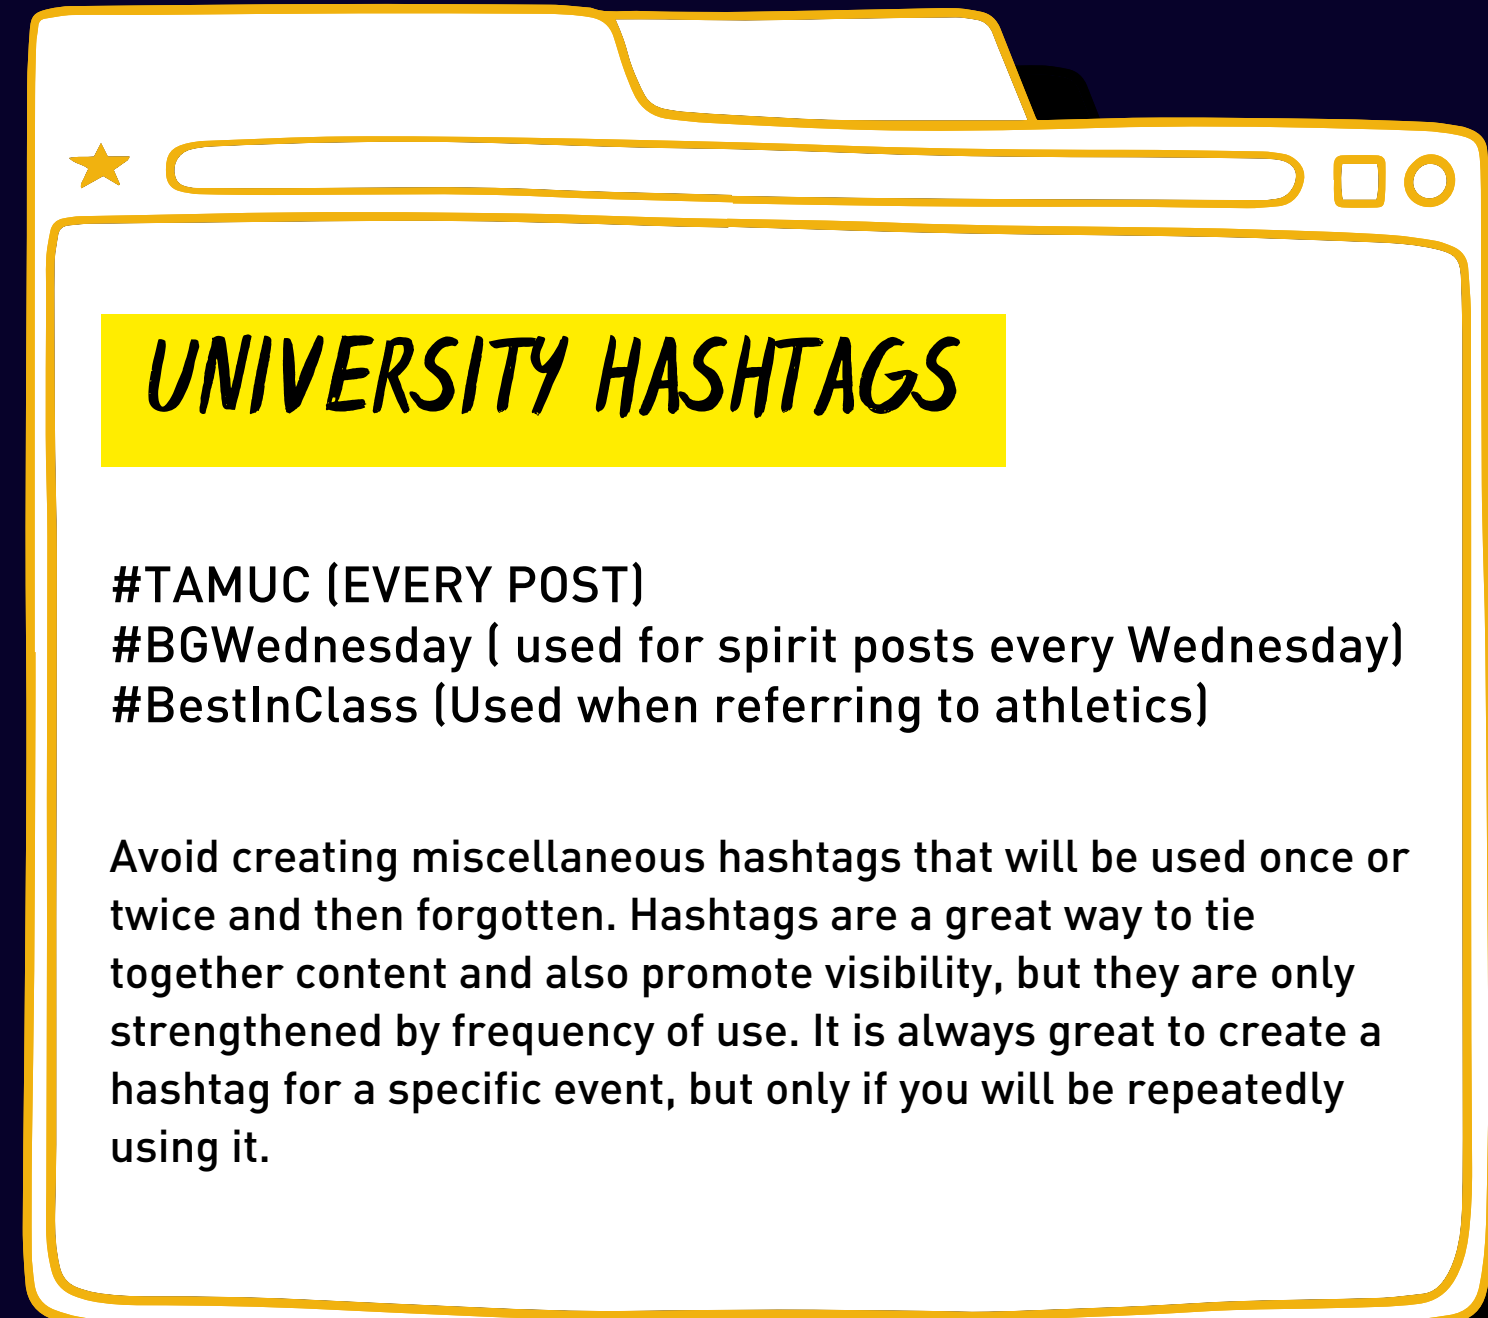 UNIVERSITY HASHTAGS
#TAMUC (EVERY POST)
#BGWednesday ( used for spirit posts every Wednesday)
#BestInClass (Used when referring to athletics)
Avoid creating miscellaneous hashtags that will be used once or
twice and then forgotten. Hashtags are a great way to tie
together content and also promote visibility, but they are only
strengthened by frequency of use. It is always great to create a
hashtag for a specific event, but only if you will be repeatedly
using it.